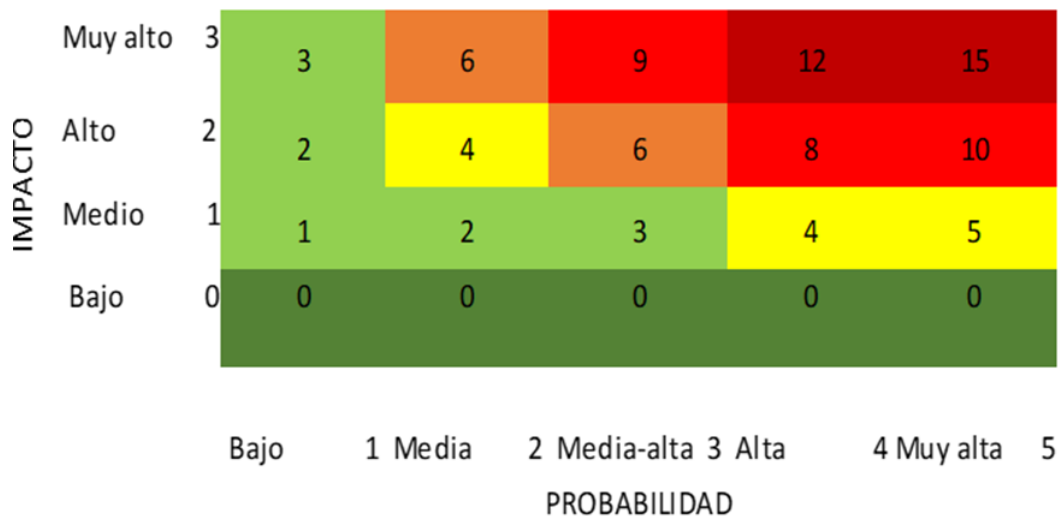 Muy alto 3 3 6 9 12 15
IMPACTO
Alto 2 2 4 6 8 10
Medio 1 1 2 3 4 5
Bajo 0 0 0 0 0 0
Bajo 1 Media 2 Media-alta 3 Alta 4 Muy alta 5
PROBABILIDAD